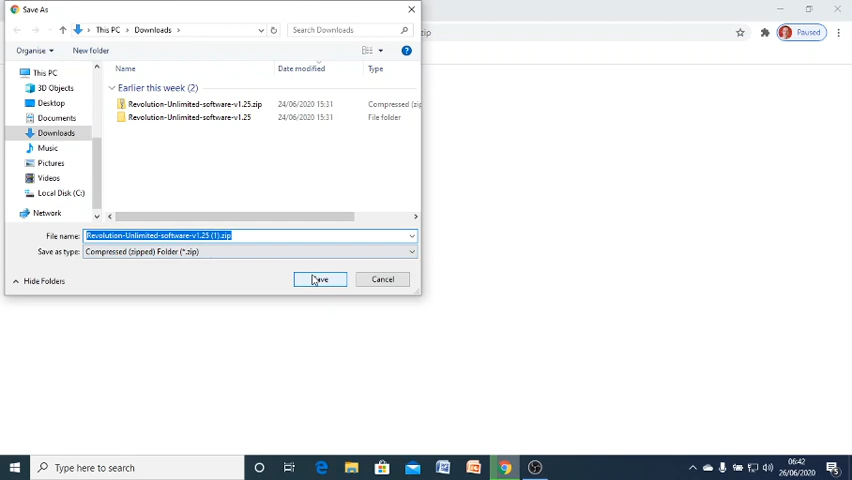 Save As
This PC
Downloads
Search Downloads
zip
Paused
Organise
New folder
Name
Date modified
Type
This PC
3D Objects
Desktop
Documents
Downloads
Music
Pictures
Videos
Local Disk (C:)
Network
Earlier this week (2)
Revolution-Unlimited-software-v1.25.zip 24/06/2020 15:31 Compressed (zip
Revolution-Unlimited-software-v1.25 24/06/2020 15:31 File folder
File name: Revolution-Unlimited-software-v1.25 (1).zip
Save as type: Compressed (zipped) Folder (*.zip)
Hide Folders
Cancel
Type here to search
06:42
26/06/2020
5